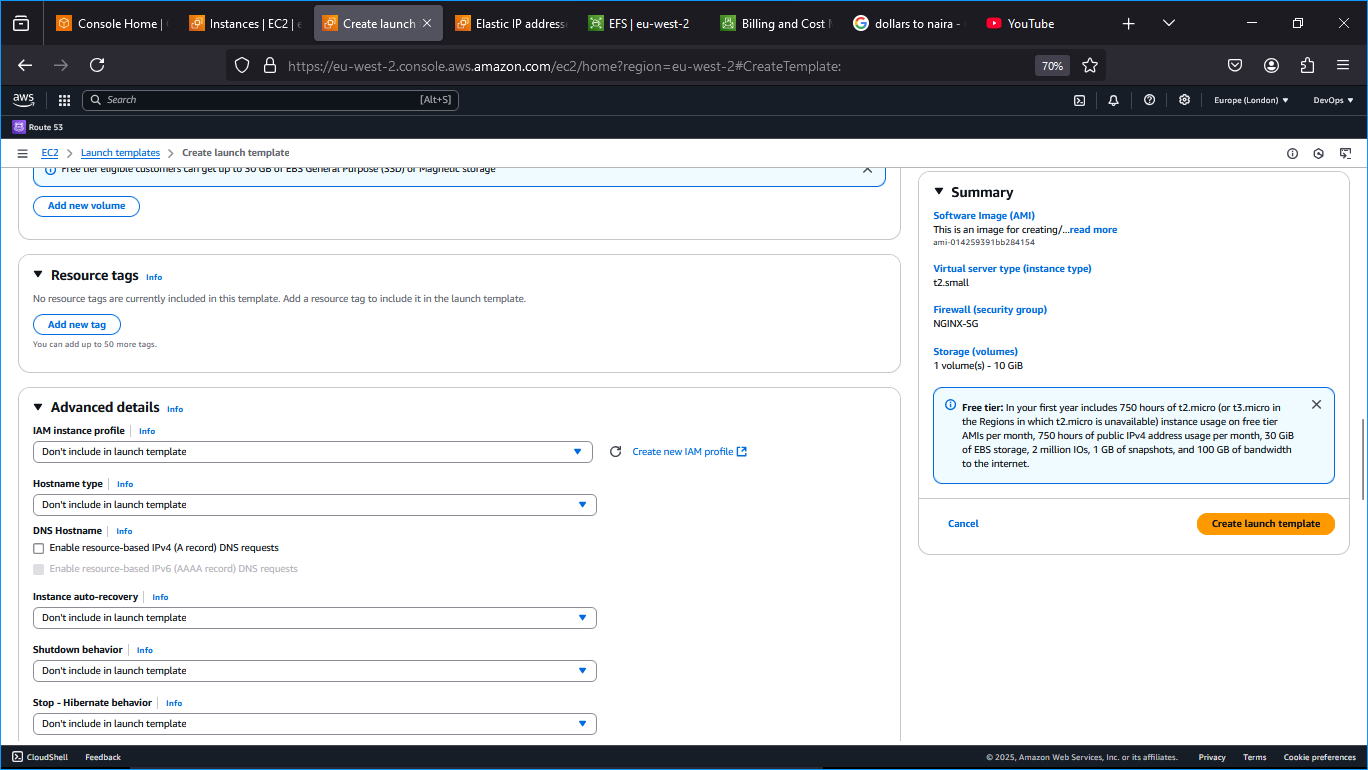 Console Home |
Instances | EC2 | e
Create launch
Elastic IP addresse
EFS | eu-west-2
Billing and Cost M
dollars to naira -
YouTube
https://eu-west-2.console.aws.amazon.com/ec2/home?region=eu-west-2#CreateTemplate:
70%
aws
Search
[Alt+S]
Europe (London)
DevOps
Route 53
EC2
Launch templates
Create launch template
Free tier eligible customers can get up to 30 GB of EBS General Purpose (SSD) or Magnetic storage
Add new volume
Resource tags
Info
No resource tags are currently included in this template. Add a resource tag to include it in the launch template.
Add new tag
You can add up to 50 more tags.
Advanced details
Info
IAM instance profile
Info
Don't include in launch template
Create new IAM profile
Hostname type
Info
Don't include in launch template
DNS Hostname
Info
Enable resource-based IPv4 (A record) DNS requests
Enable resource-based IPv6 (AAAA record) DNS requests
Instance auto-recovery
Info
Don't include in launch template
Shutdown behavior
Info
Don't include in launch template
Stop - Hibernate behavior
Info
Don't include in launch template
Summary
Software Image (AMI)
This is an image for creating/...read more
ami-014259391bb284154
Virtual server type (instance type)
t2.small
Firewall (security group)
NGINX-SG
Storage (volumes)
1 volume(s) - 10 GiB
Free tier: In your first year includes 750 hours of t2.micro (or t3.micro in
the Regions in which t2.micro is unavailable) instance usage on free tier
AMIs per month, 750 hours of public IPv4 address usage per month, 30 GiB
of EBS storage, 2 million IOs, 1 GB of snapshots, and 100 GB of bandwidth
to the internet.
Cancel
Create launch template
CloudShell
Feedback
© 2025, Amazon Web Services, Inc. or its affiliates.
Privacy
Terms
Cookie preferences